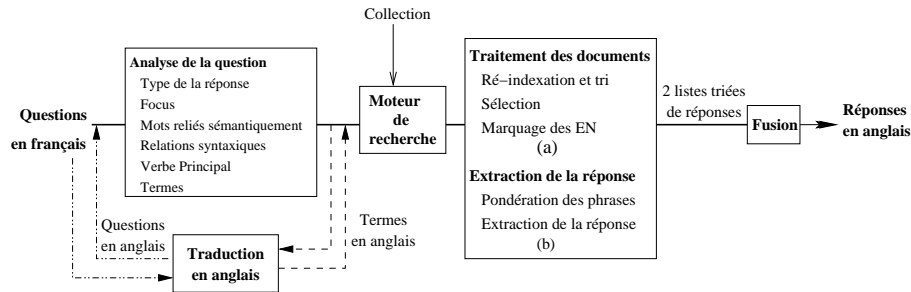 Collection
Questions
en français
Analyse de la question
Type de la réponse
Focus
Mots reliés sémantiquement
Relations syntaxiques
Verbe Principal
Termes
Moteur
de
recherche
Traitement des documents
Ré-indexation et tri
Sélection
Marquage des EN
(a)
Extraction de la réponse
Pondération des phrases
Extraction de la réponse
(b)
2 listes triées
de réponses
Fusion
Réponses
en anglais
Questions
en anglais
Traduction
en anglais
Termes
en anglais